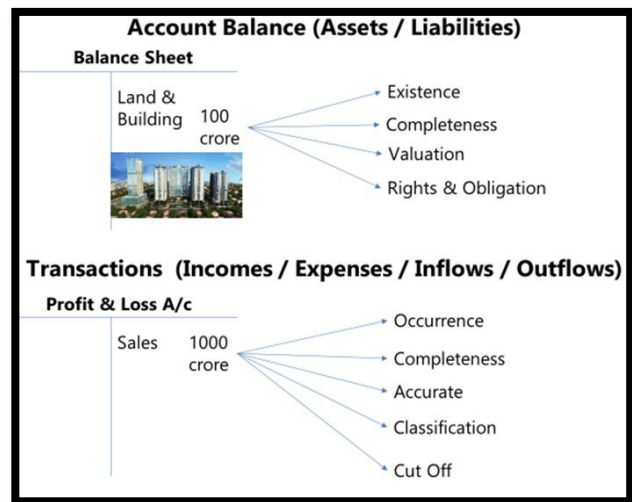 Account Balance (Assets / Liabilities)
Balance Sheet
Land &
Building 100
crore
Existence
Completeness
Valuation
Rights & Obligation
Transactions (Incomes / Expenses / Inflows / Outflows)
Profit & Loss A/c
Sales 1000
crore
Occurrence
Completeness
Accurate
Classification
Cut Off